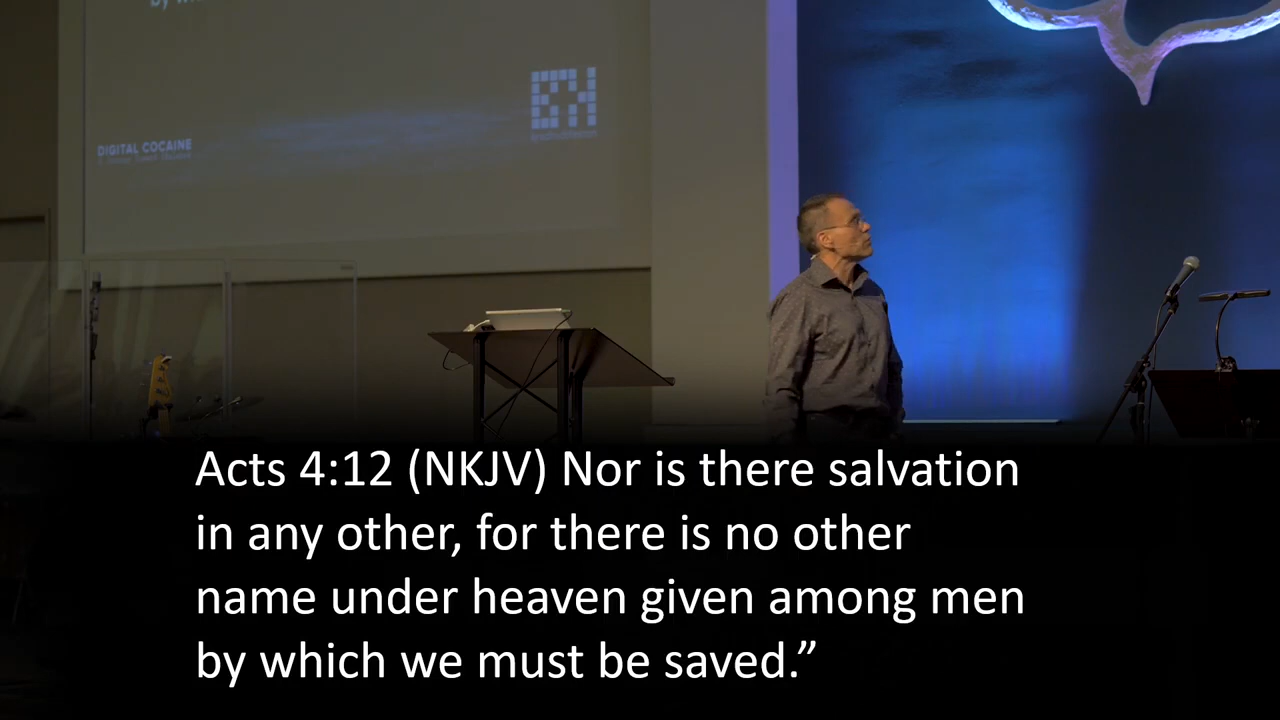 DIGITAL COCAINE
Acts 4:12 (NKJV) Nor is there salvation
in any other, for there is no other
name under heaven given among men
by which we must be saved.”